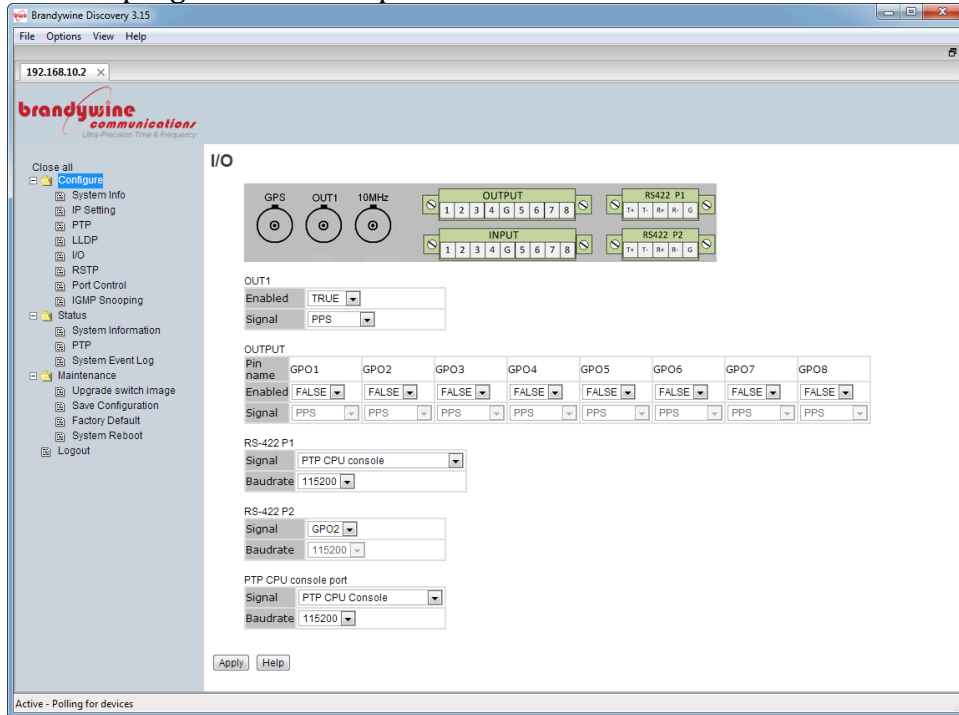 Brandywine Discovery 3.15
File Options View Help
192.168.10.2
brandywine
communications
Ultra-Precision Time & Frequency
Close all
Configure
System Info
IP Setting
PTP
LLDP
I/O
RSTP
Port Control
IGMP Snooping
Status
System Information
PTP
System Event Log
Maintenance
Upgrade switch image
Save Configuration
Factory Default
System Reboot
Logout
I/O
GPS OUT1 10MHz
OUTPUT
1 2 3 4 G 5 6 7 8
RS422 P1
T+ T- R+ R- G
INPUT
1 2 3 4 G 5 6 7 8
RS422 P2
T+ T- R+ R- G
OUT1
Enabled TRUE
Signal PPS
OUTPUT
Pin name GPO1 GPO2 GPO3 GPO4 GPO5 GPO6 GPO7 GPO8
Enabled FALSE FALSE FALSE FALSE FALSE FALSE FALSE FALSE
Signal PPS PPS PPS PPS PPS PPS PPS PPS
RS-422 P1
Signal PTP CPU console
Baudrate 115200
RS-422 P2
Signal GPO2
Baudrate 115200
PTP CPU console port
Signal PTP CPU Console
Baudrate 115200
Apply Help
Active - Polling for devices